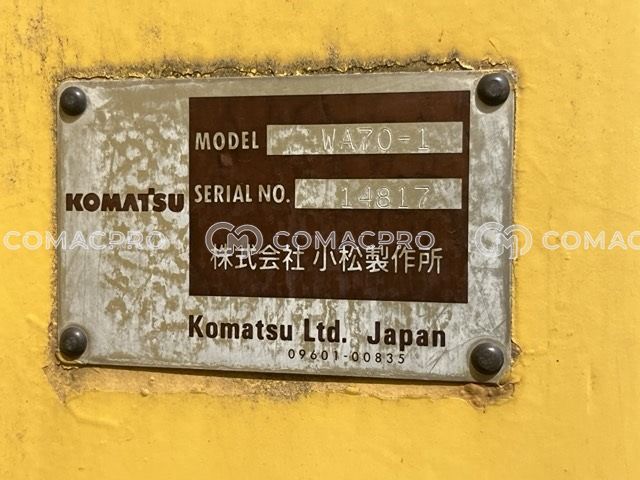 MODEL WA70-1
SERIAL NO. 14817
KOMATSU
COMACPRO COMACPRO COMAC
株式会社 小松製作所
Komatsu Ltd. Japan
09601-00835